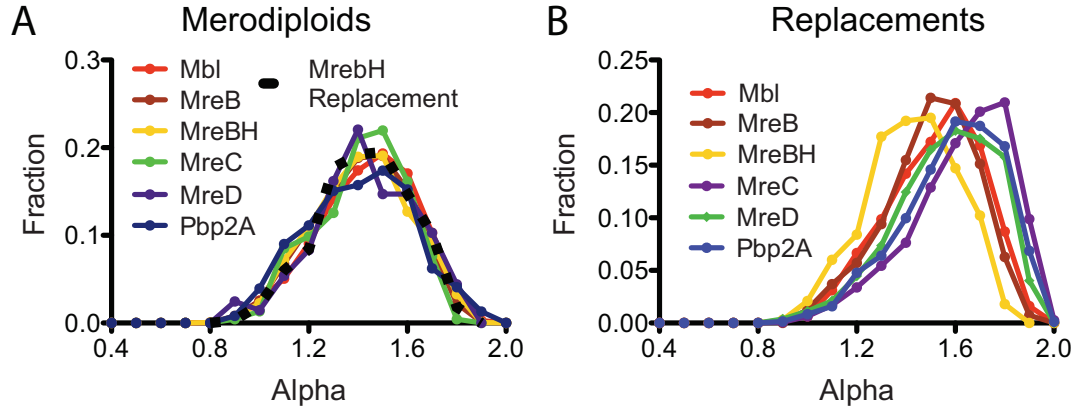 A
Merodiploids
0.3
0.2
0.1
0.0
Fraction
Mbl
MreB
MreBH
MreC
MreD
Pbp2A
MrebH
Replacement
0.4
0.8
1.2
1.6
2.0
Alpha
B
Replacements
0.25
0.20
0.15
0.10
0.05
0.00
Fraction
Mbl
MreB
MreBH
MreC
MreD
Pbp2A
0.4
0.8
1.2
1.6
2.0
Alpha